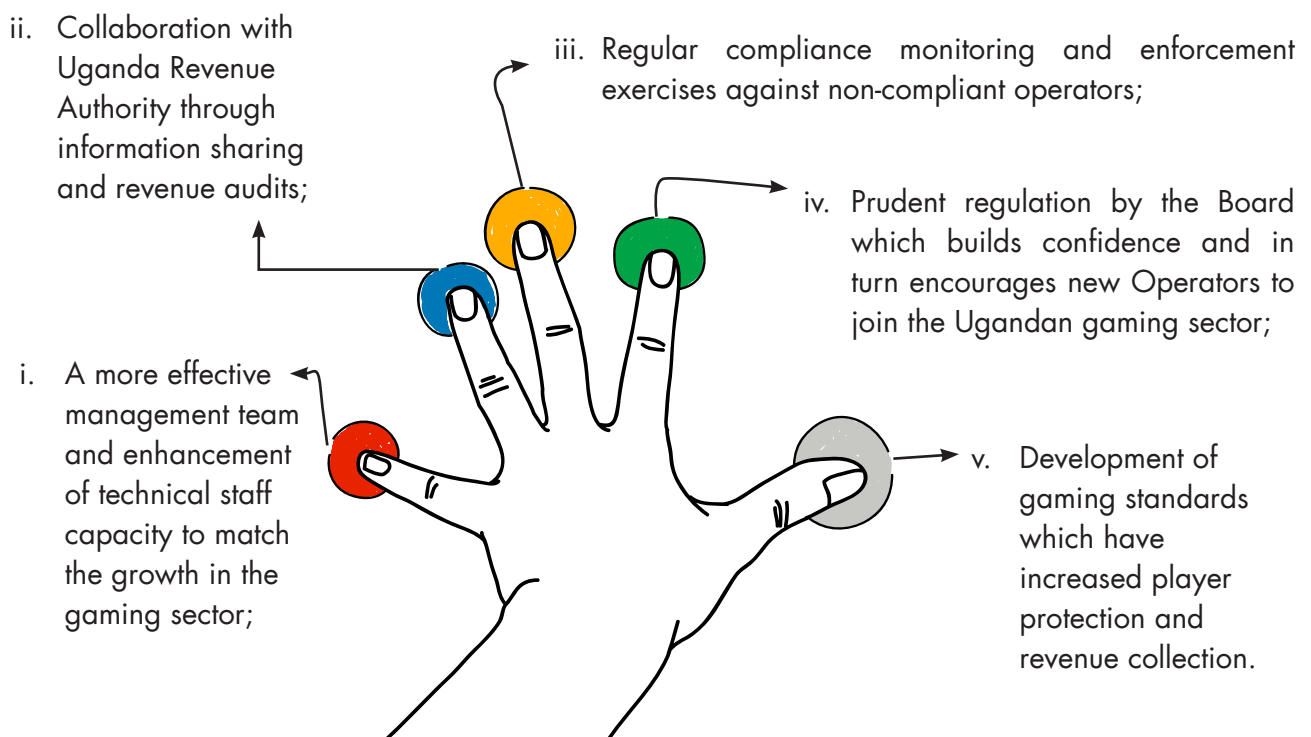 i. A more effective
management team
and enhancement
of technical staff
capacity to match
the growth in the
gaming sector;
ii. Collaboration with
Uganda Revenue
Authority through
information sharing
and revenue audits;
iii. Regular compliance monitoring and enforcement
exercises against non-compliant operators;
iv. Prudent regulation by the Board
which builds confidence and in
turn encourages new Operators to
join the Ugandan gaming sector;
v. Development of
gaming standards
which have
increased player
protection and
revenue collection.